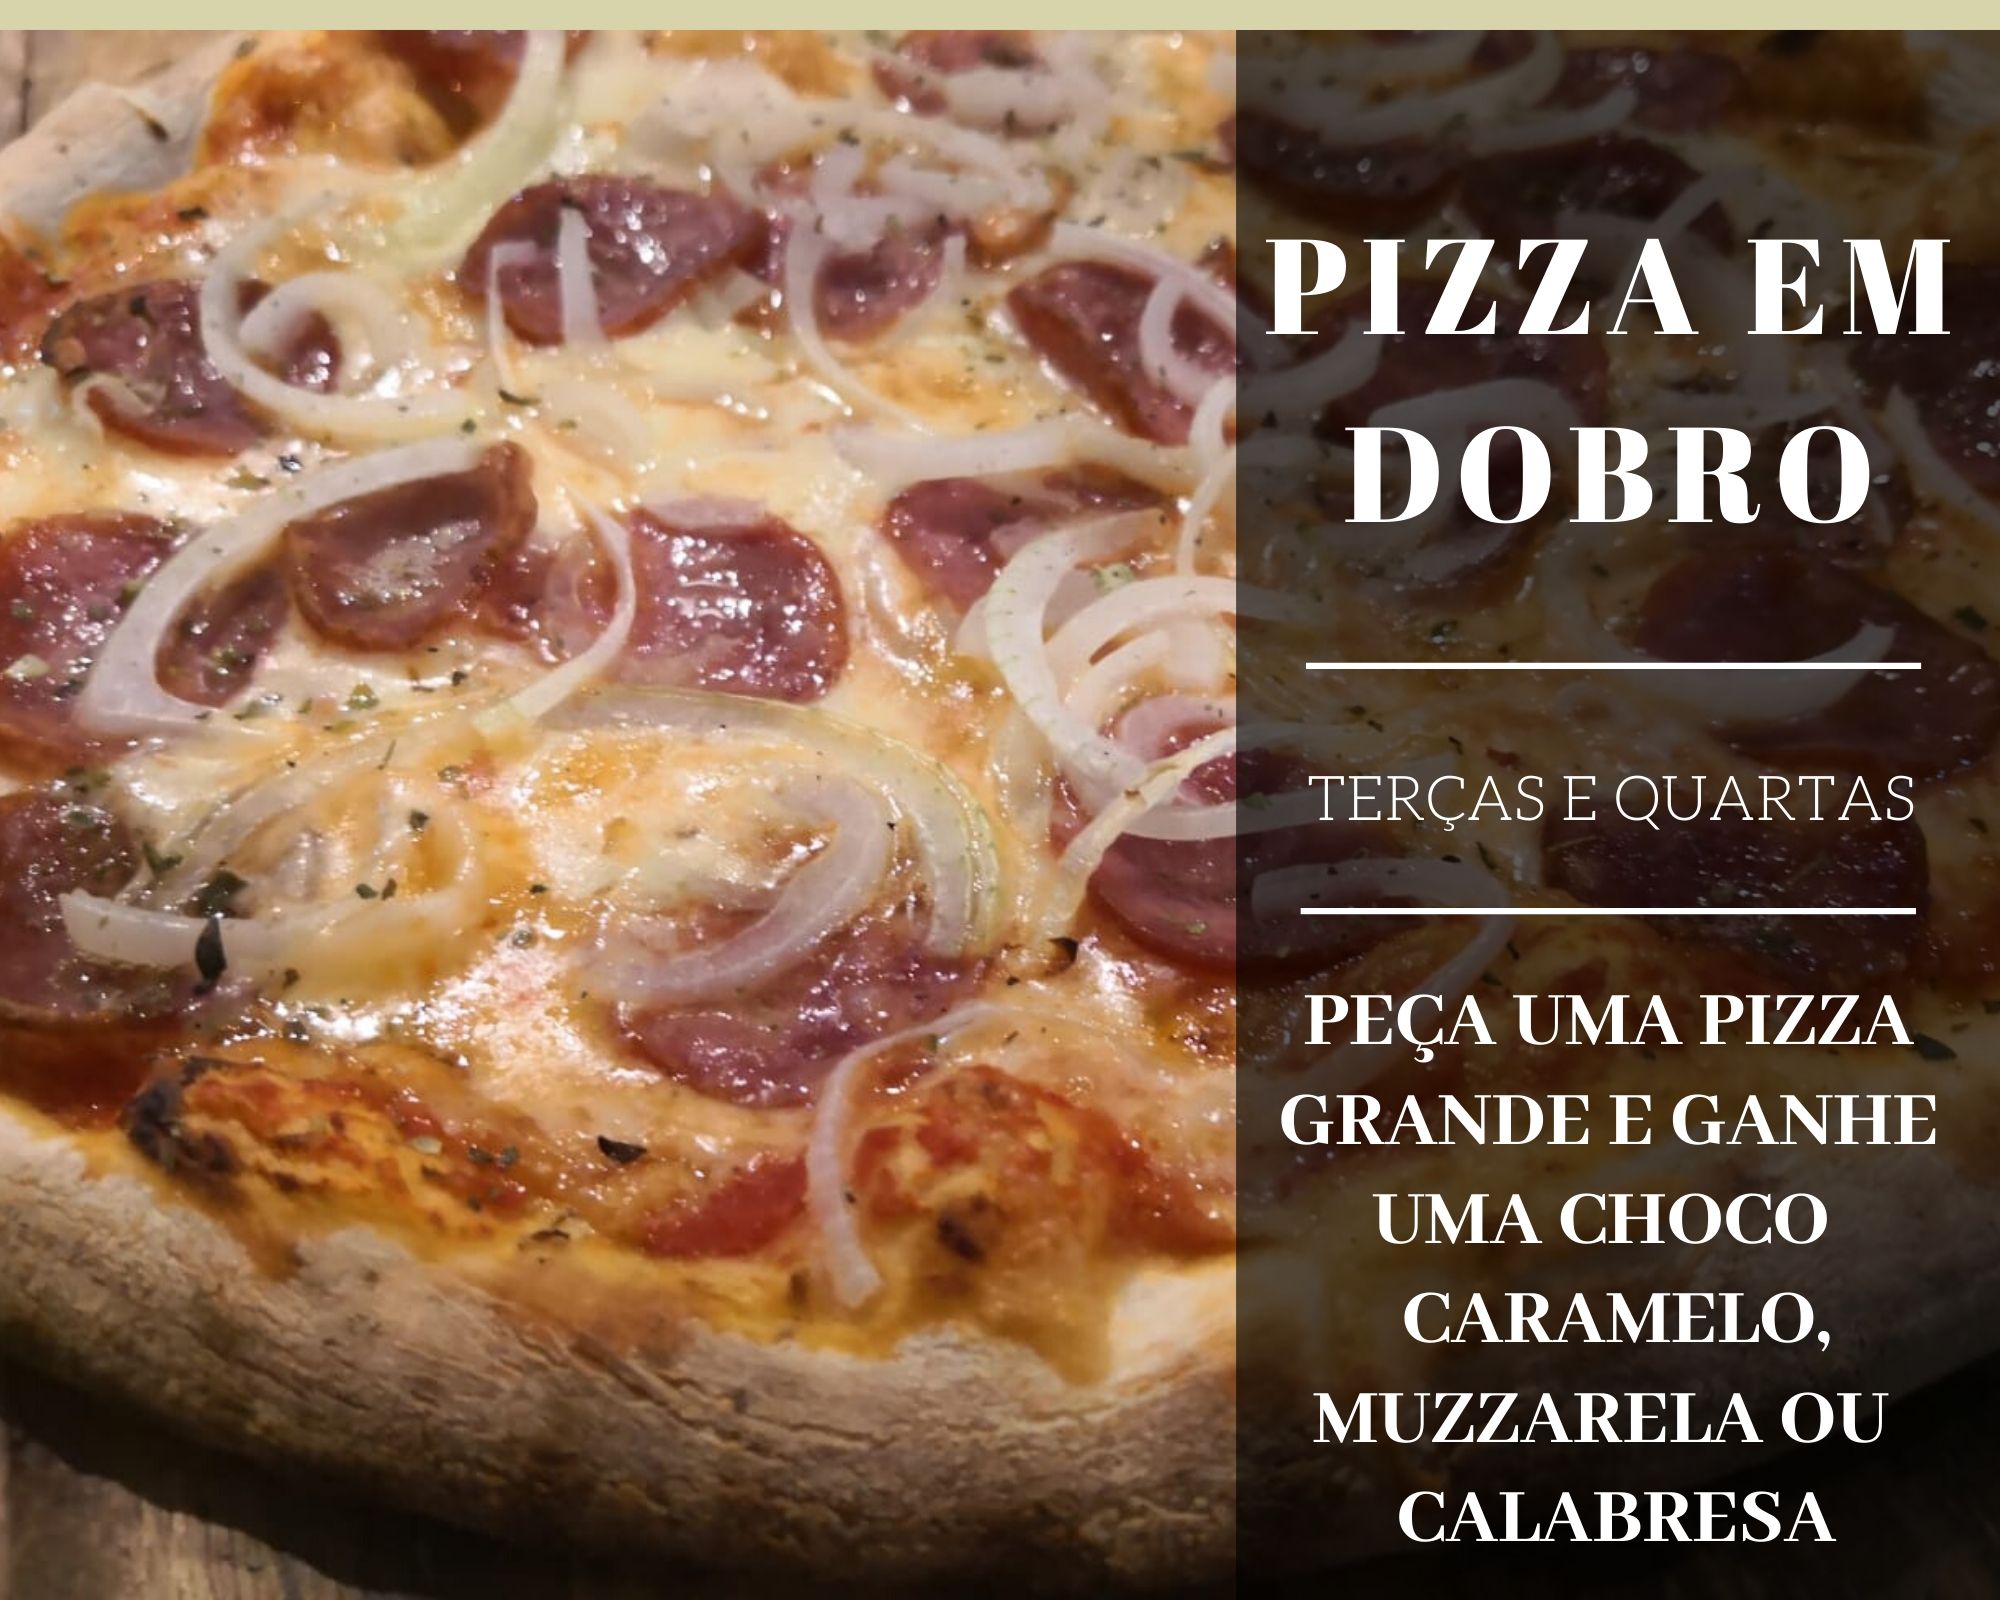 PIZZA EM
DOBRO
TERÇAS E QUARTAS
PEÇA UMA PIZZA
GRANDE E GANHE
UMA CHOCO
CARAMELO,
MUZZARELA OU
CALABRESA